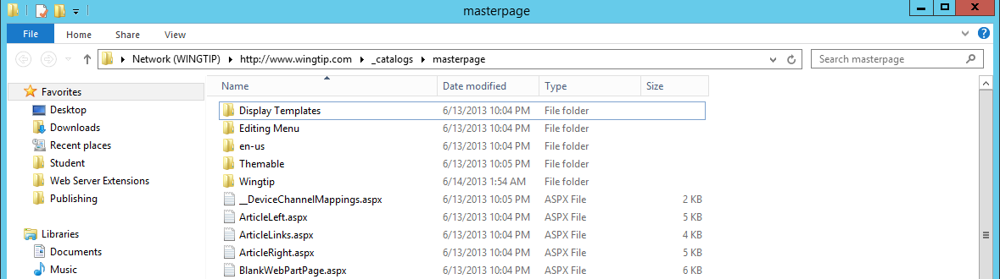 masterpage
File Home Share View
Network (WINGTIP) http://www.wingtip.com _catalogs masterpage Search masterpage
Favorites
Desktop
Downloads
Recent places
Student
Web Server Extensions
Publishing
Libraries
Documents
Music
Name Date modified Type Size
Display Templates 6/13/2013 10:04 PM File folder
Editing Menu 6/13/2013 10:04 PM File folder
en-us 6/13/2013 10:04 PM File folder
Themable 6/13/2013 10:05 PM File folder
Wingtip 6/14/2013 1:54 AM File folder
__DeviceChannelMappings.aspx 6/13/2013 10:05 PM ASPX File 2 KB
ArticleLeft.aspx 6/13/2013 10:04 PM ASPX File 5 KB
ArticleLinks.aspx 6/13/2013 10:04 PM ASPX File 4 KB
ArticleRight.aspx 6/13/2013 10:04 PM ASPX File 5 KB
BlankWebPartPage.aspx 6/13/2013 10:04 PM ASPX File 6 KB